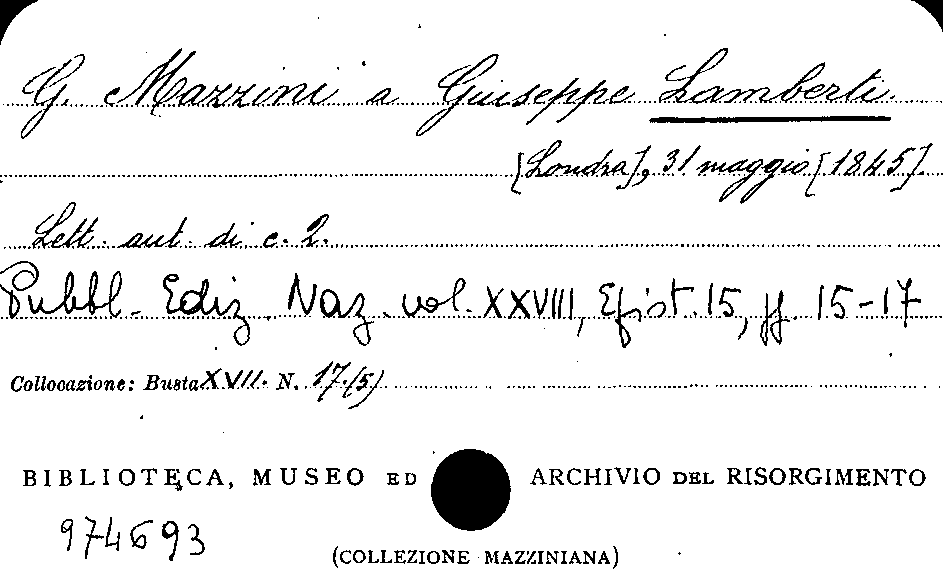 G. Mazzini a Giuseppe Lamberti.
[Londra], 31 maggio [1845].
Lett. aut. di c. 2.
Pubbl. Ediz. Naz. vol. XXVIII, Epist. 15, pp. 15-17
Collocazione: Busta XVII. N. 17.(5)
BIBLIOTECA, MUSEO ED ARCHIVIO DEL RISORGIMENTO
974693
(COLLEZIONE MAZZINIANA)